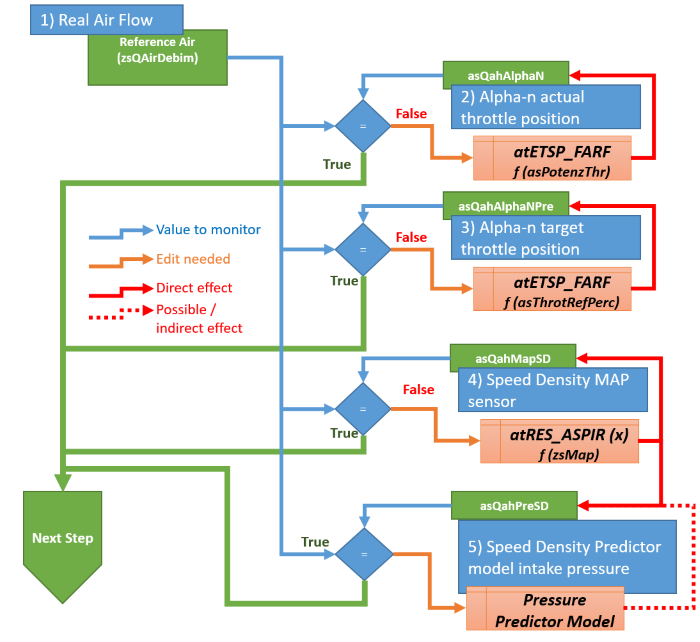 1) Real Air Flow
Reference Air
(zsQAirDebim)
asQahAlphaN
2) Alpha-n actual
throttle position
=
False
True
atETSP_FARF
f (asPotenzThr)
asQahAlphaNPre
3) Alpha-n target
throttle position
=
False
True
atETSP_FARF
f (asThrotRefPerc)
Value to monitor
Edit needed
Direct effect
Possible /
indirect effect
asQahMapSD
4) Speed Density MAP
sensor
=
False
True
atRES_ASPIR (x)
f (zsMap)
asQahPreSD
5) Speed Density Predictor
model intake pressure
=
True
Pressure
Predictor Model
Next Step